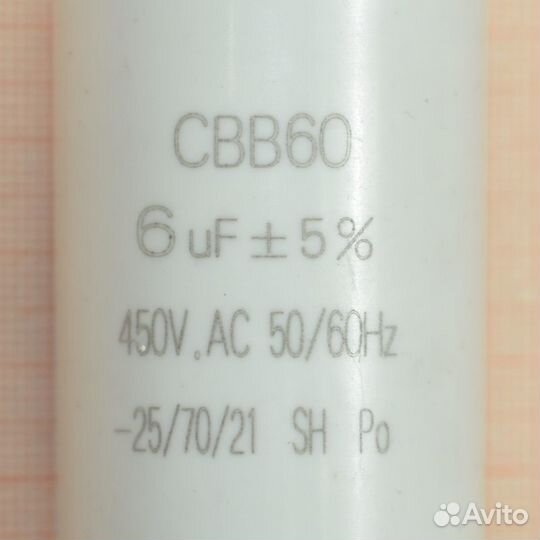 CBB60
6 uF ± 5%
450V.AC 50/60Hz
-25/70/21 SH Po
Avito